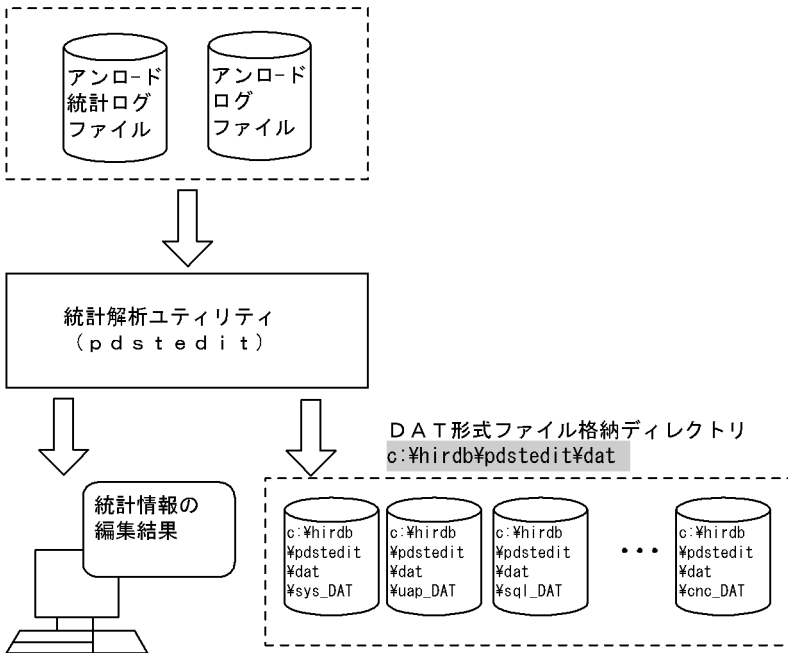 アンロード
統計ログ
ファイル
アンロード
ログ
ファイル
統計解析ユティリティ
(ｐｄｓｔｅｄｉｔ)
ＤＡＴ形式ファイル格納ディレクトリ
c:¥hirdb¥pdstedit¥dat
統計情報の
編集結果
c:¥hirdb
¥pdstedit
¥dat
¥sys_DAT
c:¥hirdb
¥pdstedit
¥dat
¥uap_DAT
c:¥hirdb
¥pdstedit
¥dat
¥sql_DAT
・・・
c:¥hirdb
¥pdstedit
¥dat
¥cnc_DAT